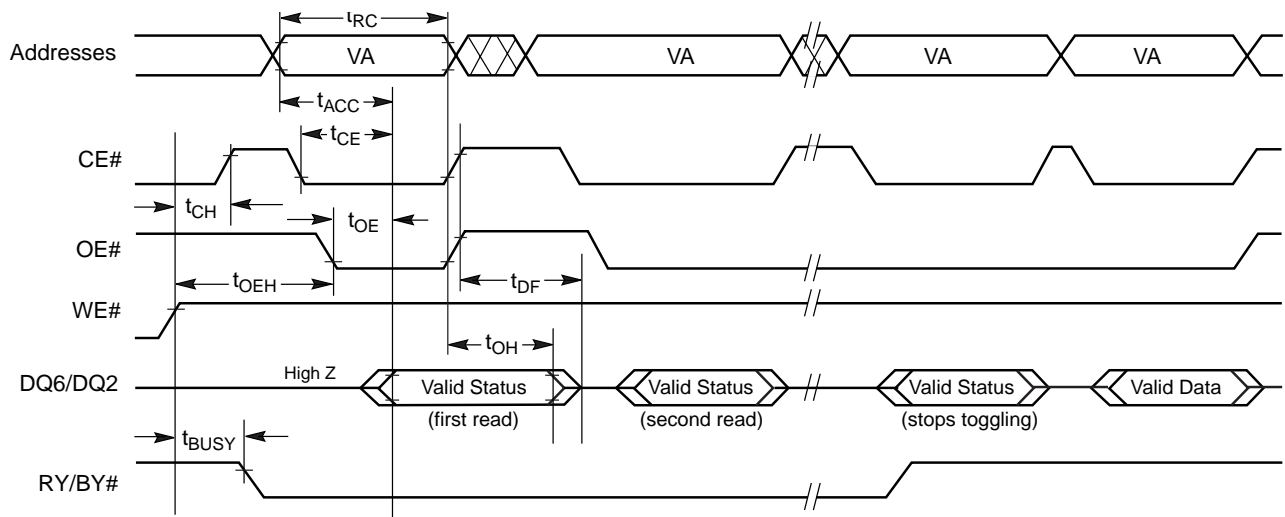 tRC
Addresses VA VA VA VA
tACC
tCE
CE#
tCH tOE
OE#
tOEH tDF
WE#
tOH
DQ6/DQ2 High Z Valid Status Valid Status Valid Status Valid Data
(first read) (second read) (stops toggling)
tBUSY
RY/BY#